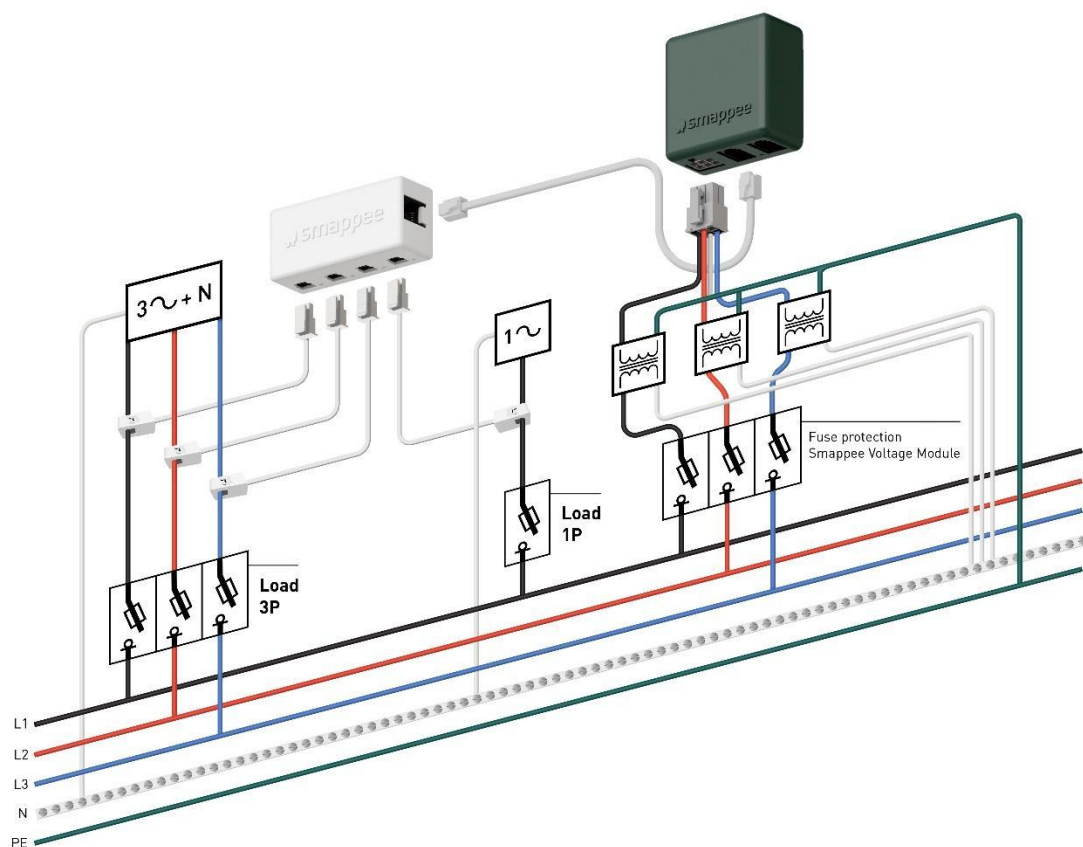 smappee
smappee
3 + N
1
Fuse protection
Smappee Voltage Module
Load
1P
Load
3P
L1
L2
L3
N
PE